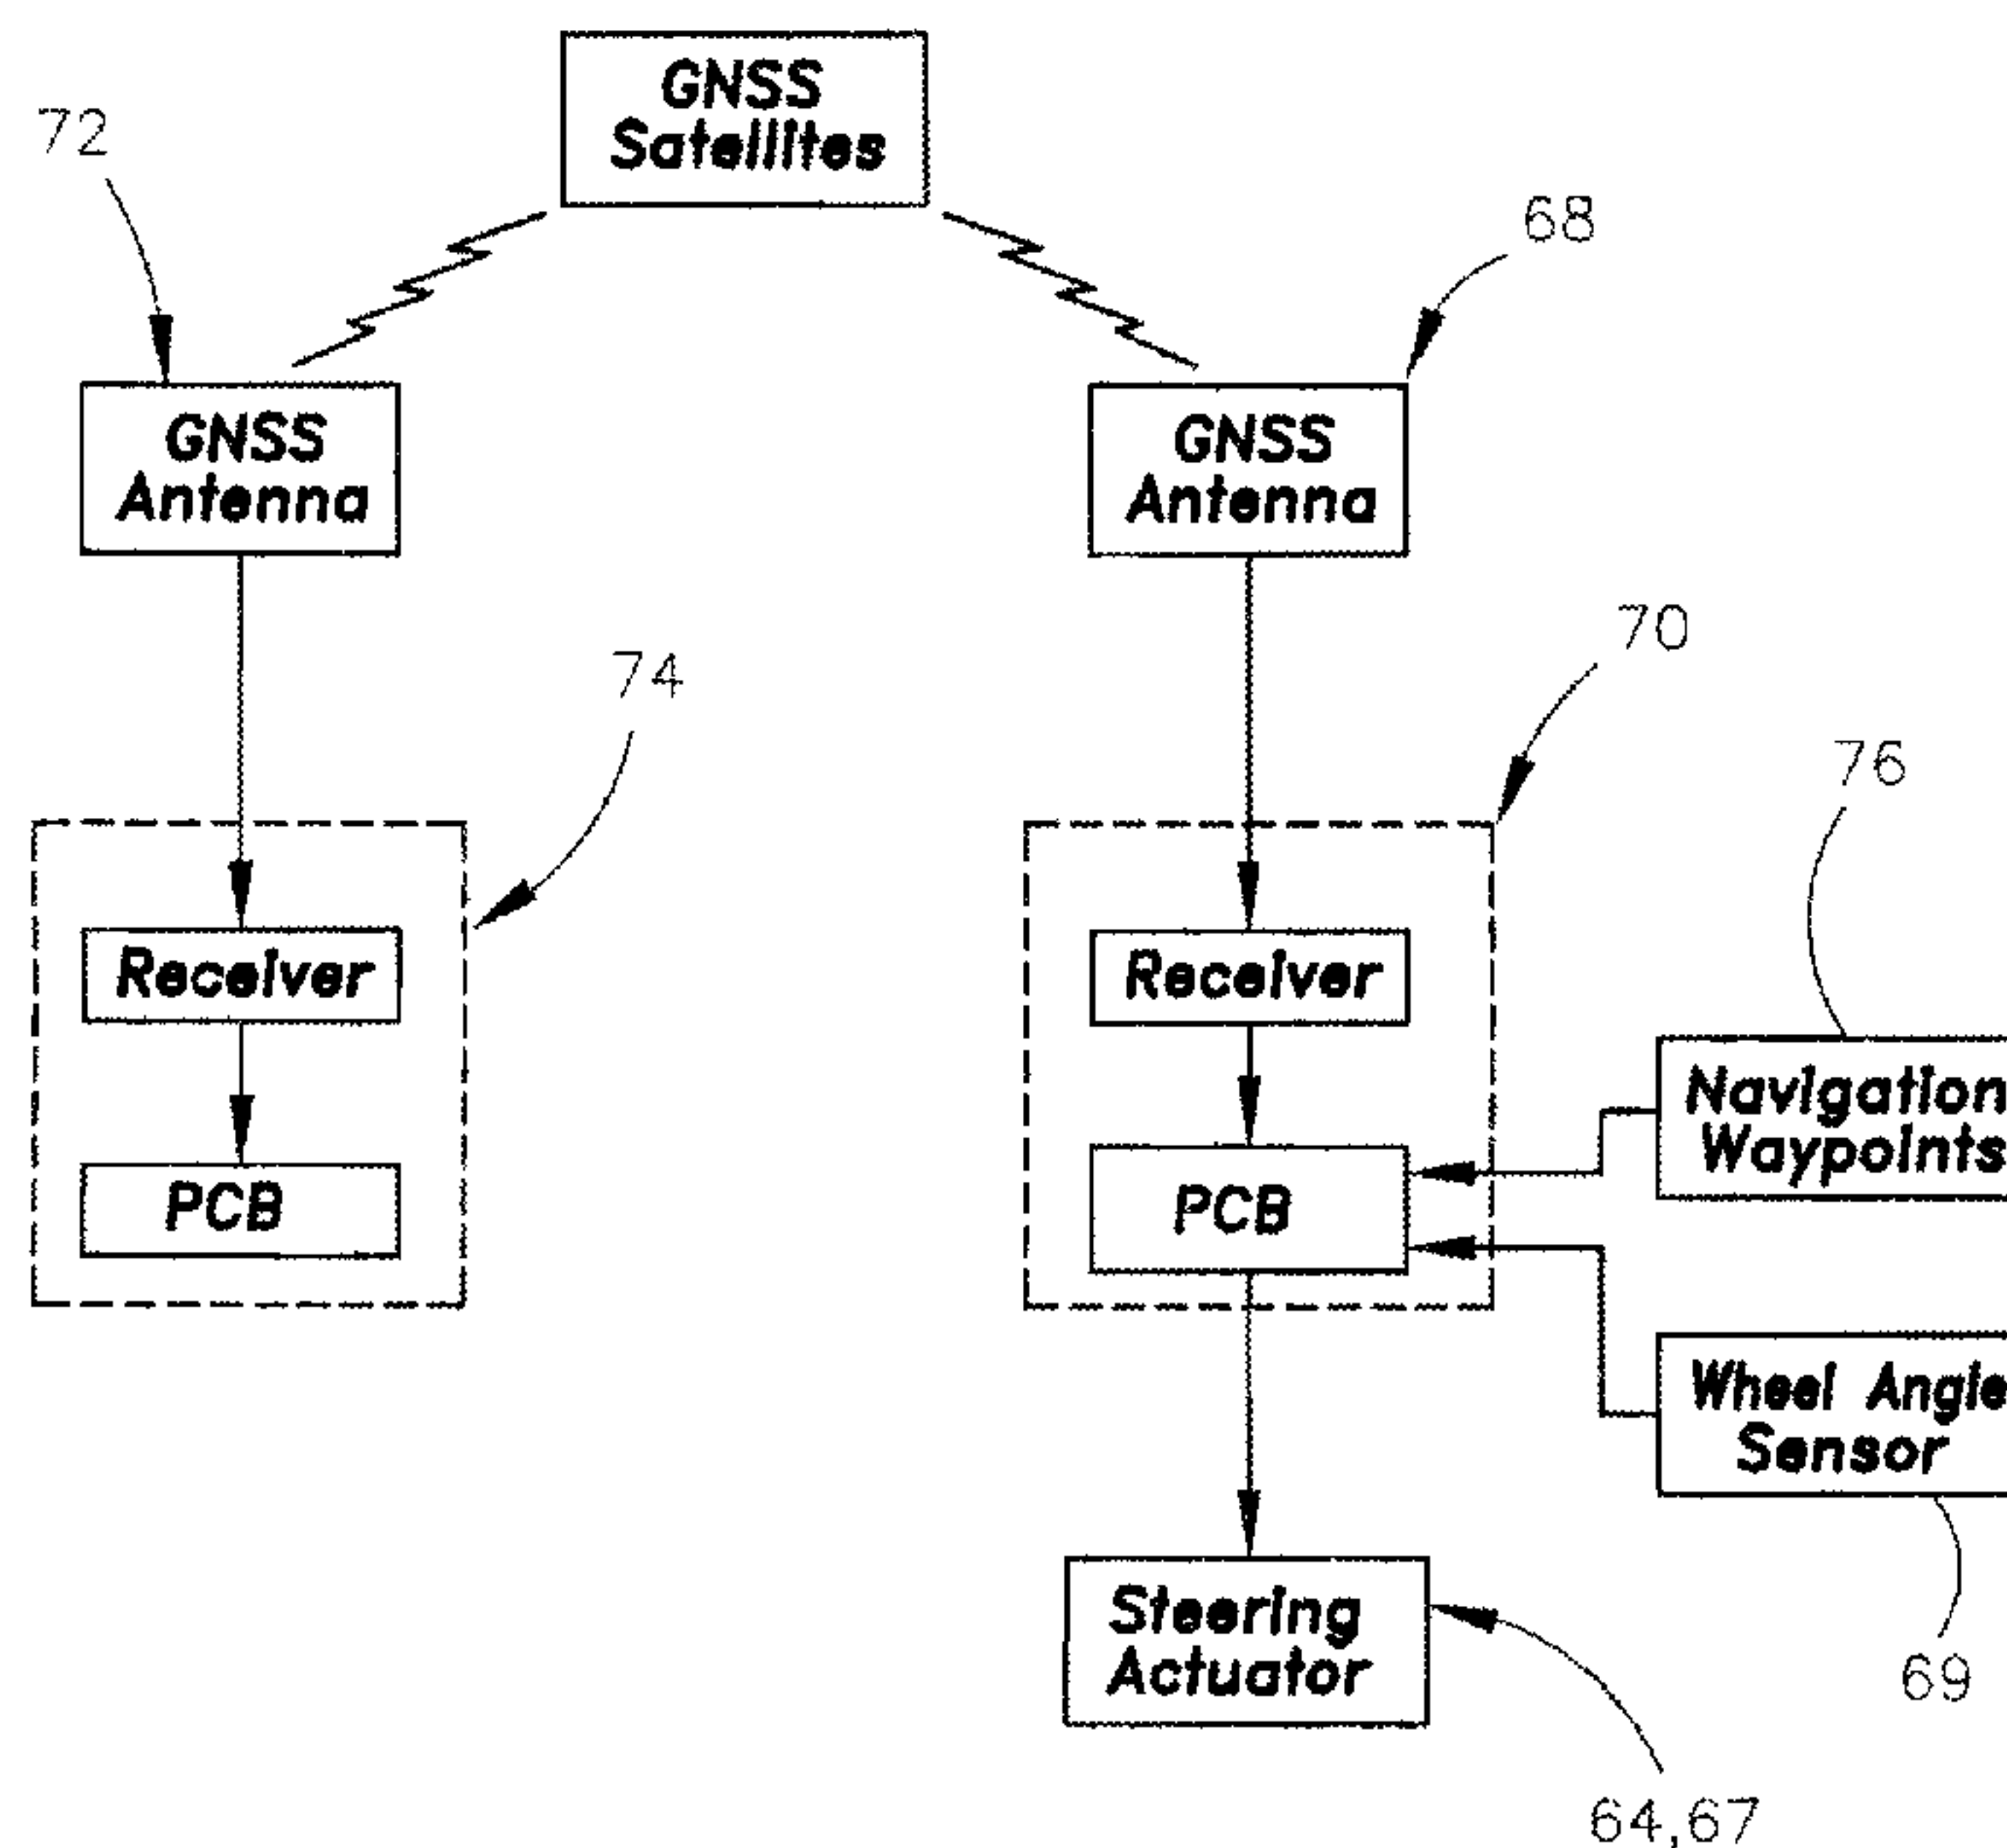 GNSS
Satellites
72
68
GNSS
Antenna
GNSS
Antenna
70
74
76
Receiver
Receiver
Navigation
Waypoints
PCB
PCB
Wheel Angle
Sensor
Steering
Actuator
69
64,67